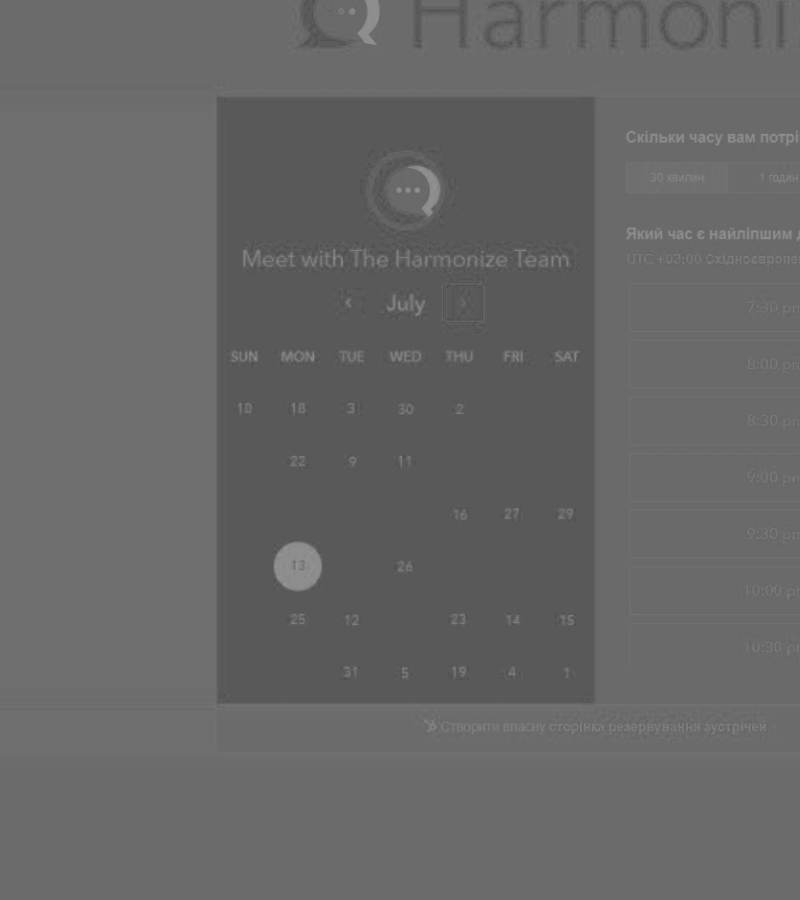 Harmoni
Meet with The Harmonize Team
July
SUN MON TUE WED THU FRI SAT
10 18 3 30 2
22 9 11
16 27 29
13 26
25 12 23 14 15
31 5 19 4 1
Скільки часу вам потрі
30 хвилин 1 годин
Який час є найліпшим д
UTC +03:00 Східноєвропе
7:30 pm
8:00 pm
8:30 pm
9:00 pm
9:30 pm
10:00 pm
10:30 pm
Створити власну сторінка резервування зустрічей